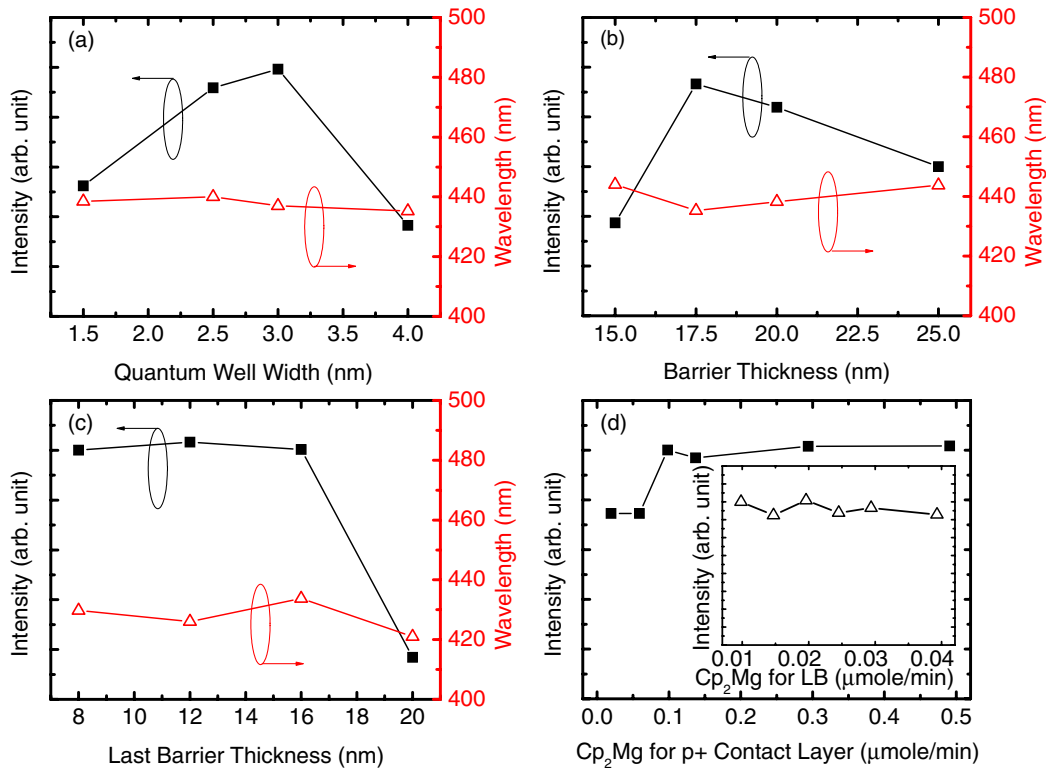 (a)
Intensity (arb. unit)
500
480
460
440
420
400
Wavelength (nm)
1.5 2.0 2.5 3.0 3.5 4.0
Quantum Well Width (nm)
(b)
Intensity (arb. unit)
500
480
460
440
420
400
Wavelength (nm)
15.0 17.5 20.0 22.5 25.0
Barrier Thickness (nm)
(c)
Intensity (arb. unit)
500
480
460
440
420
400
Wavelength (nm)
8 10 12 14 16 18 20
Last Barrier Thickness (nm)
(d)
Intensity (arb. unit)
Intensity (arb. unit)
0.01 0.02 0.03 0.04
Cp₂Mg for LB (μmole/min)
0.0 0.1 0.2 0.3 0.4 0.5
Cp₂Mg for p+ Contact Layer (μmole/min)